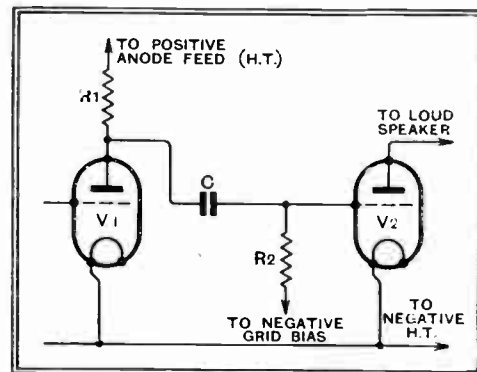 TO POSITIVE
ANODE FEED (H.T.)
R1
TO LOUD
SPEAKER
C
V1
V2
R2
TO NEGATIVE
GRID BIAS
TO
NEGATIVE
H.T.